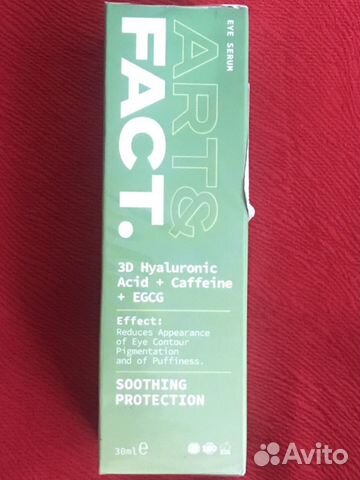 EYE SERUM
ART&
FACT.
3D Hyaluronic
Acid + Caffeine
+ EGCG
Effect:
Reduces Appearance
of Eye Contour
Pigmentation
and of Puffiness.
SOOTHING
PROTECTION
30ml ℮
Avito